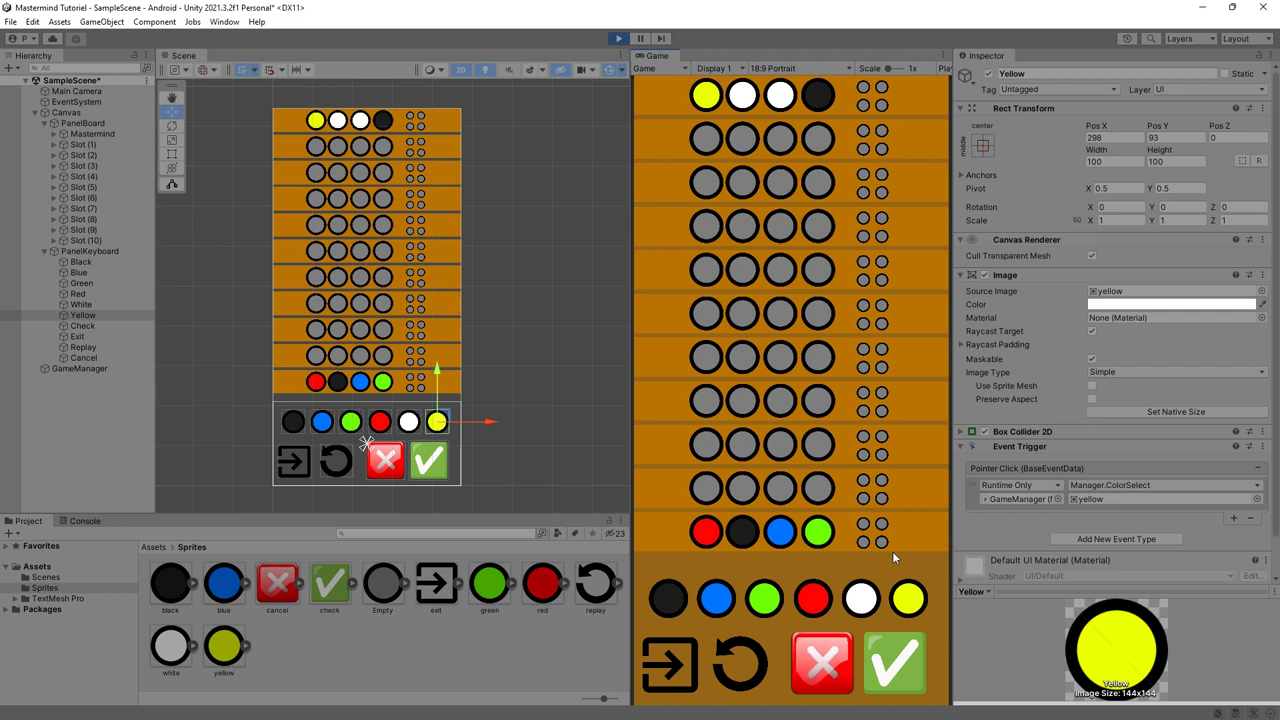 Mastermind Tutoriel - SampleScene - Android - Unity 2021.3.2f1 Personal* <DX11>
File Edit Assets GameObject Component Jobs Window Help
P
Layers Layout
Hierarchy
All
SampleScene*
Main Camera
EventSystem
Canvas
PanelBoard
Mastermind
Slot (1)
Slot (2)
Slot (3)
Slot (4)
Slot (5)
Slot (6)
Slot (7)
Slot (8)
Slot (9)
Slot (10)
PanelKeyboard
Black
Blue
Green
Red
White
Yellow
Check
Exit
Replay
Cancel
GameManager
Scene
2D
Game
Game Display 1 18:9 Portrait Scale 1x Pla
Inspector
Yellow Static
Tag Untagged Layer UI
Rect Transform
center
middle
Pos X Pos Y Pos Z
298 93 0
Width Height
100 100
R
Anchors
Pivot X 0.5 Y 0.5
Rotation X 0 Y 0 Z 0
Scale X 1 Y 1 Z 1
Canvas Renderer
Cull Transparent Mesh
Image
Source Image yellow
Color
Material None (Material)
Raycast Target
Raycast Padding
Maskable
Image Type Simple
Use Sprite Mesh
Preserve Aspect
Set Native Size
Box Collider 2D
Event Trigger
Pointer Click (BaseEventData)
Runtime Only Manager.ColorSelect
GameManager yellow
Add New Event Type
Default UI Material (Material)
Shader UI/Default Edit...
Yellow
Yellow
Image Size: 144x144
Project Console
23
Favorites
Assets
Scenes
Sprites
TextMesh Pro
Packages
Assets > Sprites
black blue cancel check Empty exit green red replay
white yellow